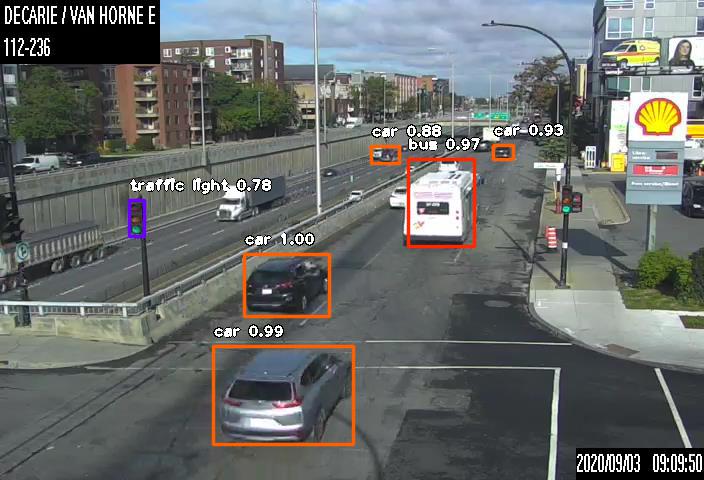 DECARIE / VAN HORNE E
112-236
car 0.88
car 0.93
bus 0.97
traffic light 0.78
car 1.00
car 0.99
Shell
2020/09/03 09:09:50